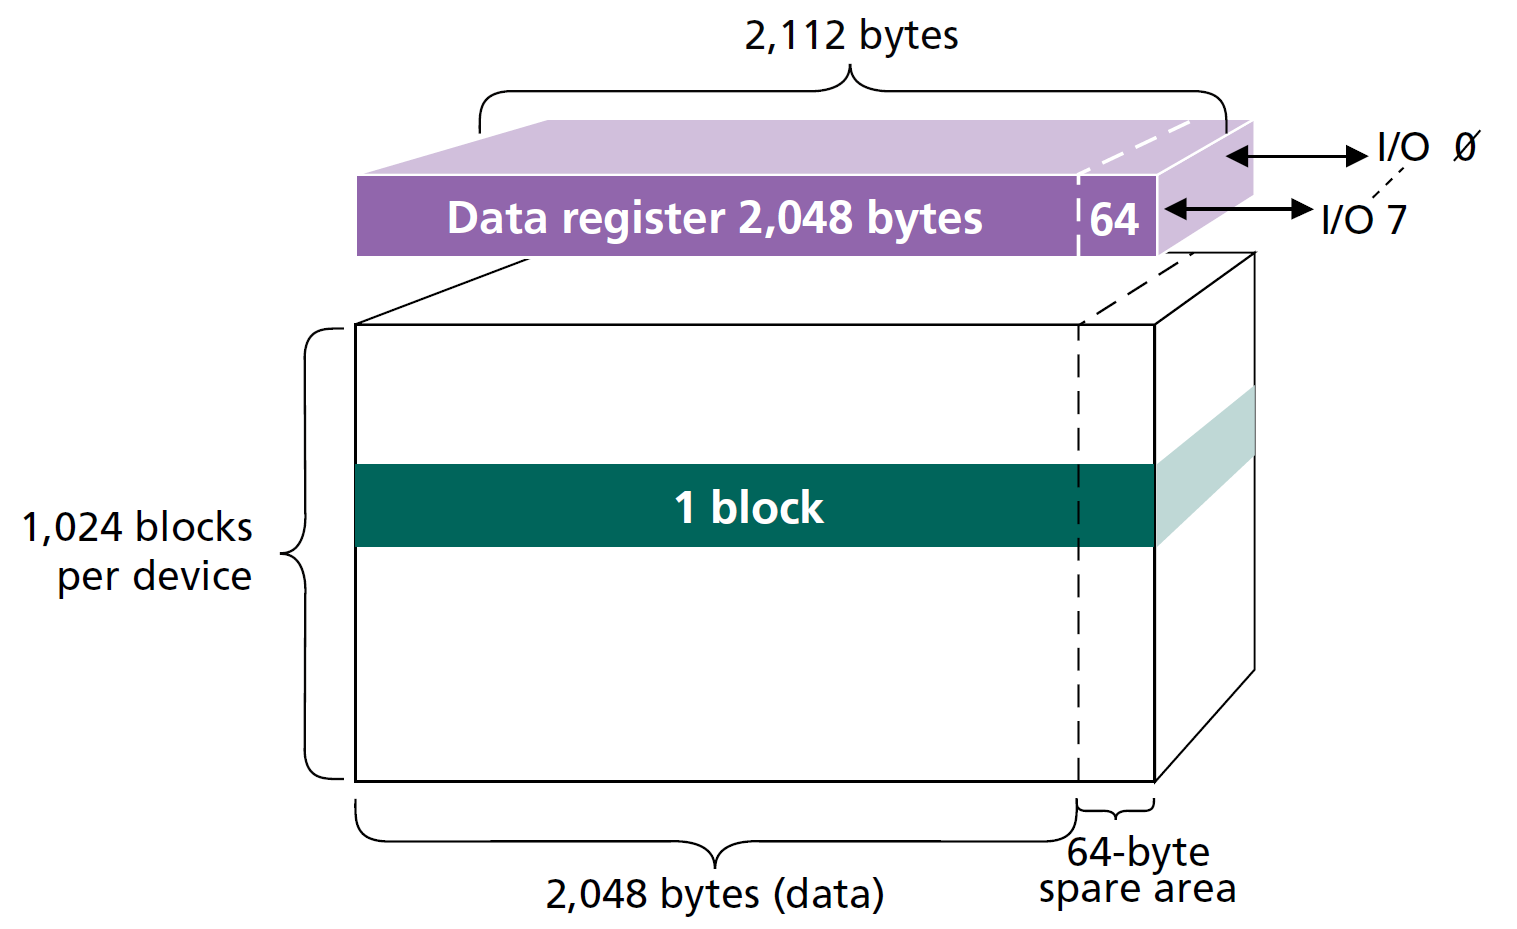 2,112 bytes
I/O 0
Data register 2,048 bytes
64
I/O 7
1 block
1,024 blocks
per device
64-byte
spare area
2,048 bytes (data)